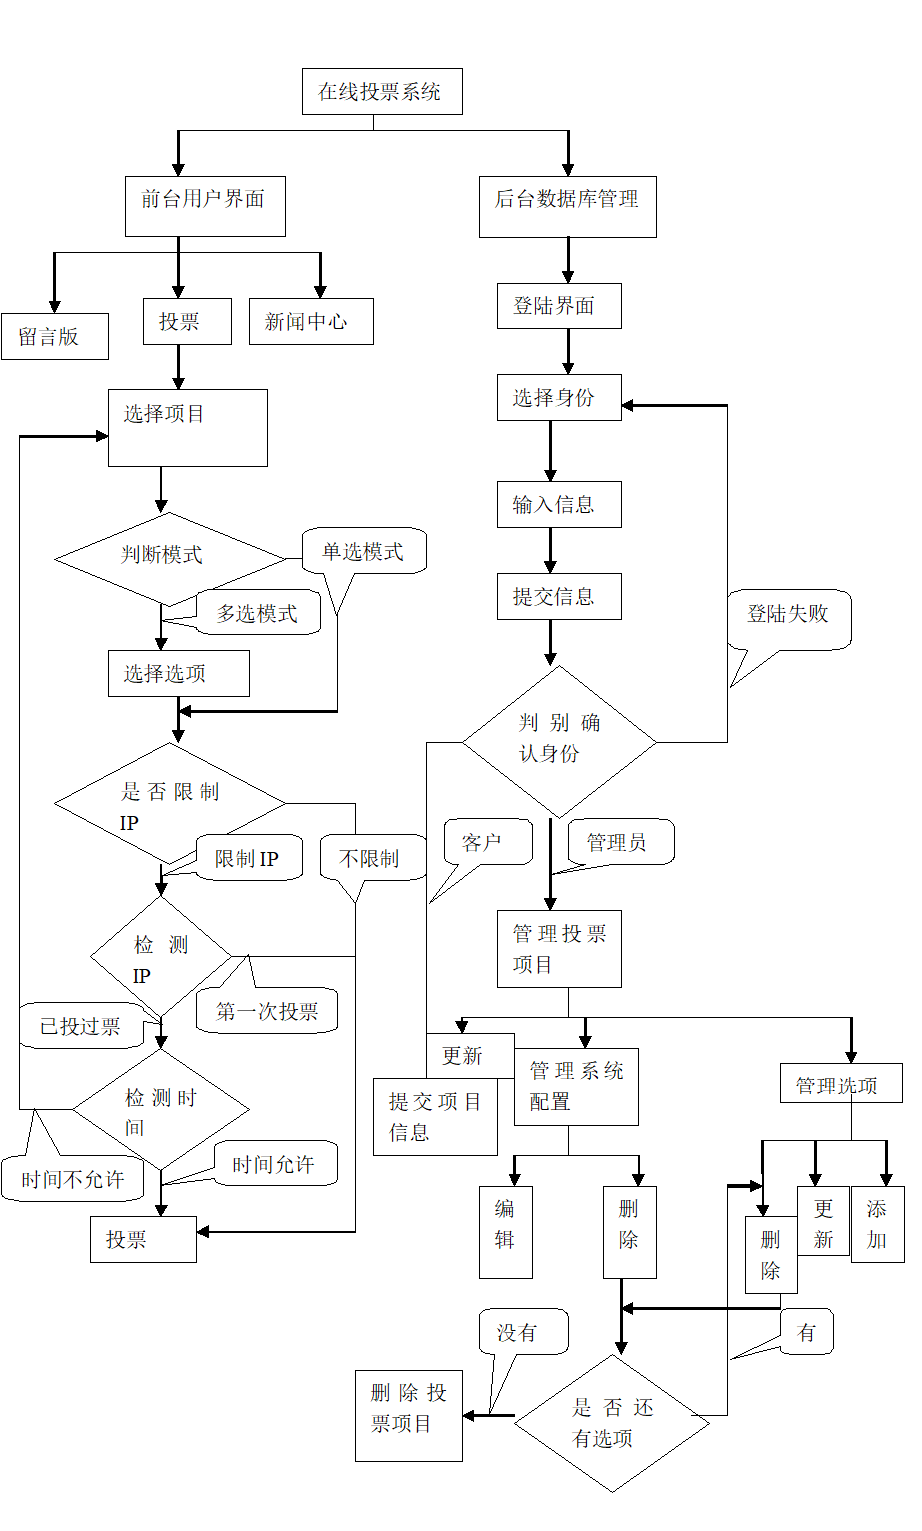 在线投票系统
前台用户界面
后台数据库管理
登陆界面
留言版
投票
新闻中心
选择项目
选择身份
输入信息
判断模式
单选模式
多选模式
提交信息
登陆失败
选择选项
判别确
认身份
是否限制
IP
限制 IP
不限制
客户
管理员
检测
IP
管理投票
项目
第一次投票
已投过票
更新
管理系统
配置
管理选项
检测时
间
提交项目
信息
时间不允许
时间允许
投票
编
辑
删
除
删
除
更
新
添
加
没有
有
删除投
票项目
是否还
有选项